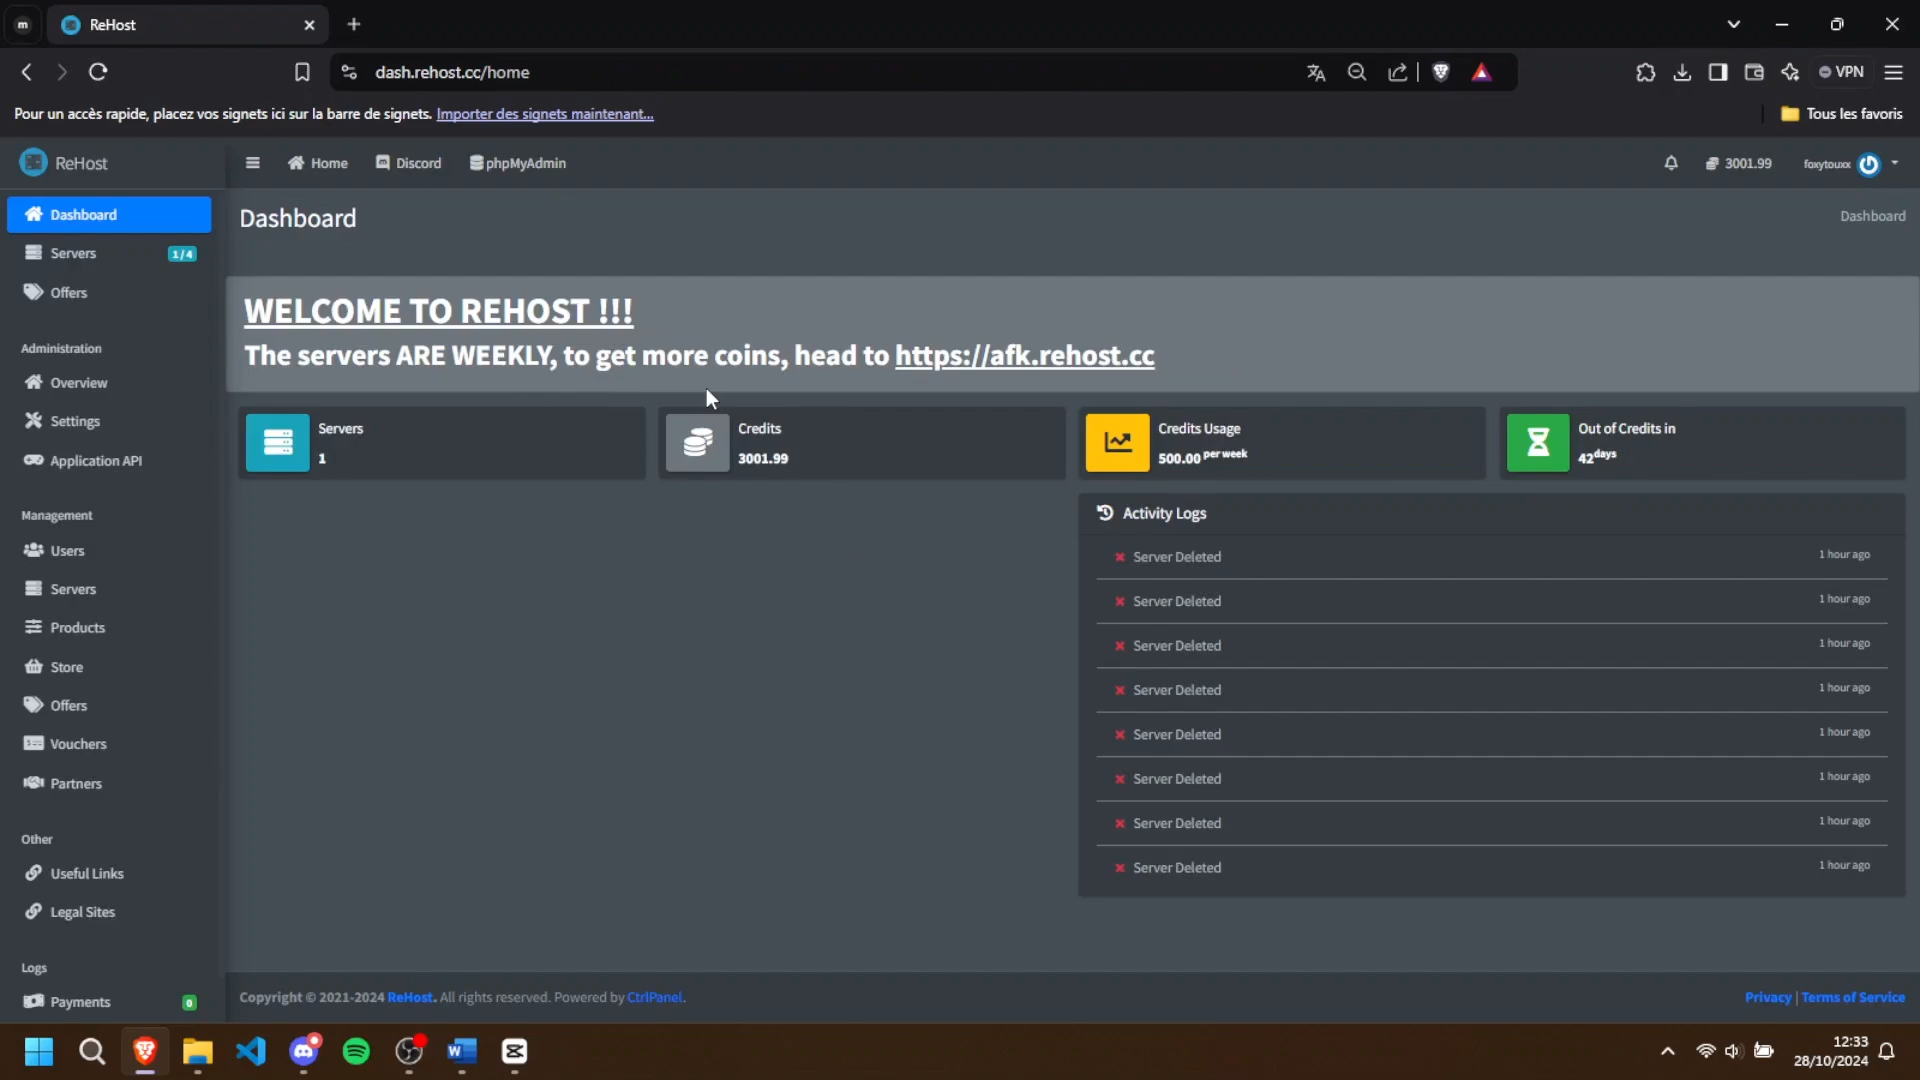 ReHost
dash.rehost.cc/home
VPN
Pour un accès rapide, placez vos signets ici sur la barre de signets. Importer des signets maintenant...
Tous les favoris
ReHost
Home
Discord
phpMyAdmin
3001.99
foxytouxx
Dashboard
Servers
1/4
Offers
Administration
Overview
Settings
Application API
Management
Users
Servers
Products
Store
Offers
Vouchers
Partners
Other
Useful Links
Legal Sites
Logs
Payments
0
Dashboard
Dashboard
WELCOME TO REHOST !!!
The servers ARE WEEKLY, to get more coins, head to https://afk.rehost.cc
Servers
1
Credits
3001.99
Credits Usage
500.00 per week
Out of Credits in
42days
Activity Logs
Server Deleted 1 hour ago
Server Deleted 1 hour ago
Server Deleted 1 hour ago
Server Deleted 1 hour ago
Server Deleted 1 hour ago
Server Deleted 1 hour ago
Server Deleted 1 hour ago
Server Deleted 1 hour ago
Copyright © 2021-2024 ReHost. All rights reserved. Powered by CtrlPanel.
Privacy | Terms of Service
12:33
28/10/2024